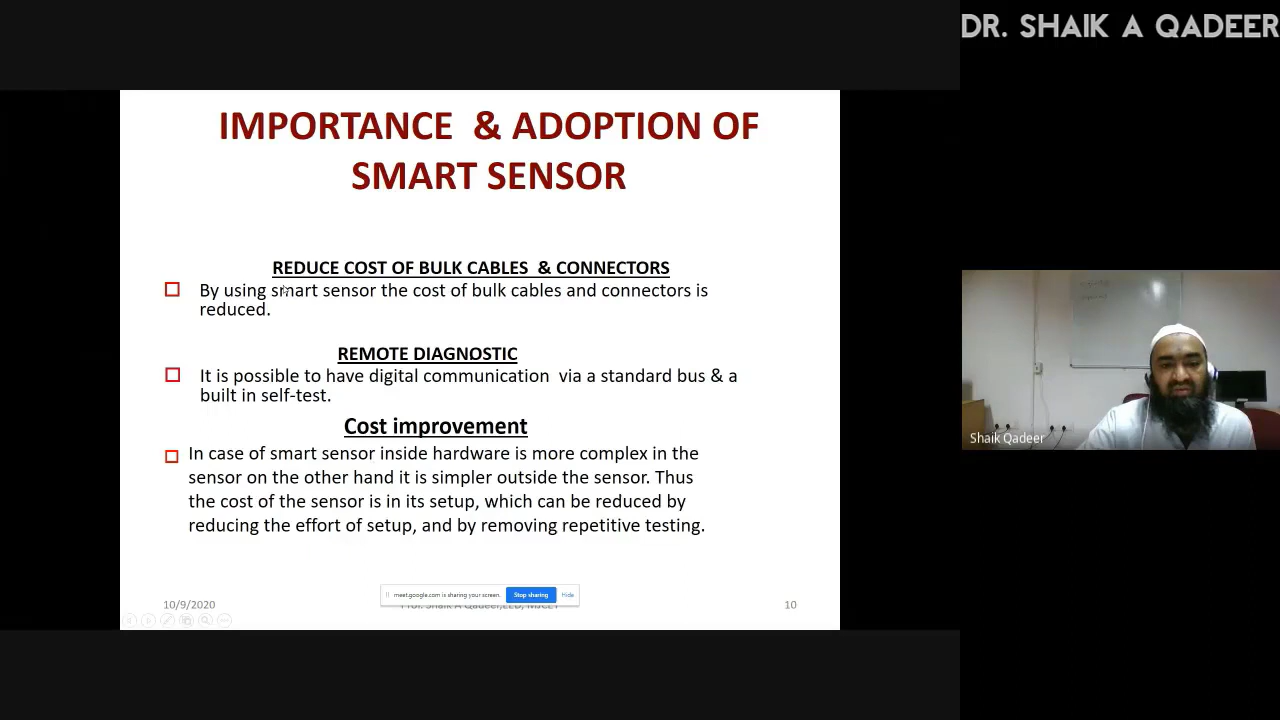 DR. SHAIK A QADEER
IMPORTANCE & ADOPTION OF
SMART SENSOR
REDUCE COST OF BULK CABLES & CONNECTORS
By using smart sensor the cost of bulk cables and connectors is
reduced.
REMOTE DIAGNOSTIC
It is possible to have digital communication via a standard bus & a
built in self-test.
Cost improvement
In case of smart sensor inside hardware is more complex in the
sensor on the other hand it is simpler outside the sensor. Thus
the cost of the sensor is in its setup, which can be reduced by
reducing the effort of setup, and by removing repetitive testing.
meet.google.com is sharing your screen. Stop sharing Hide
10/9/2020
10
Shaik Qadeer